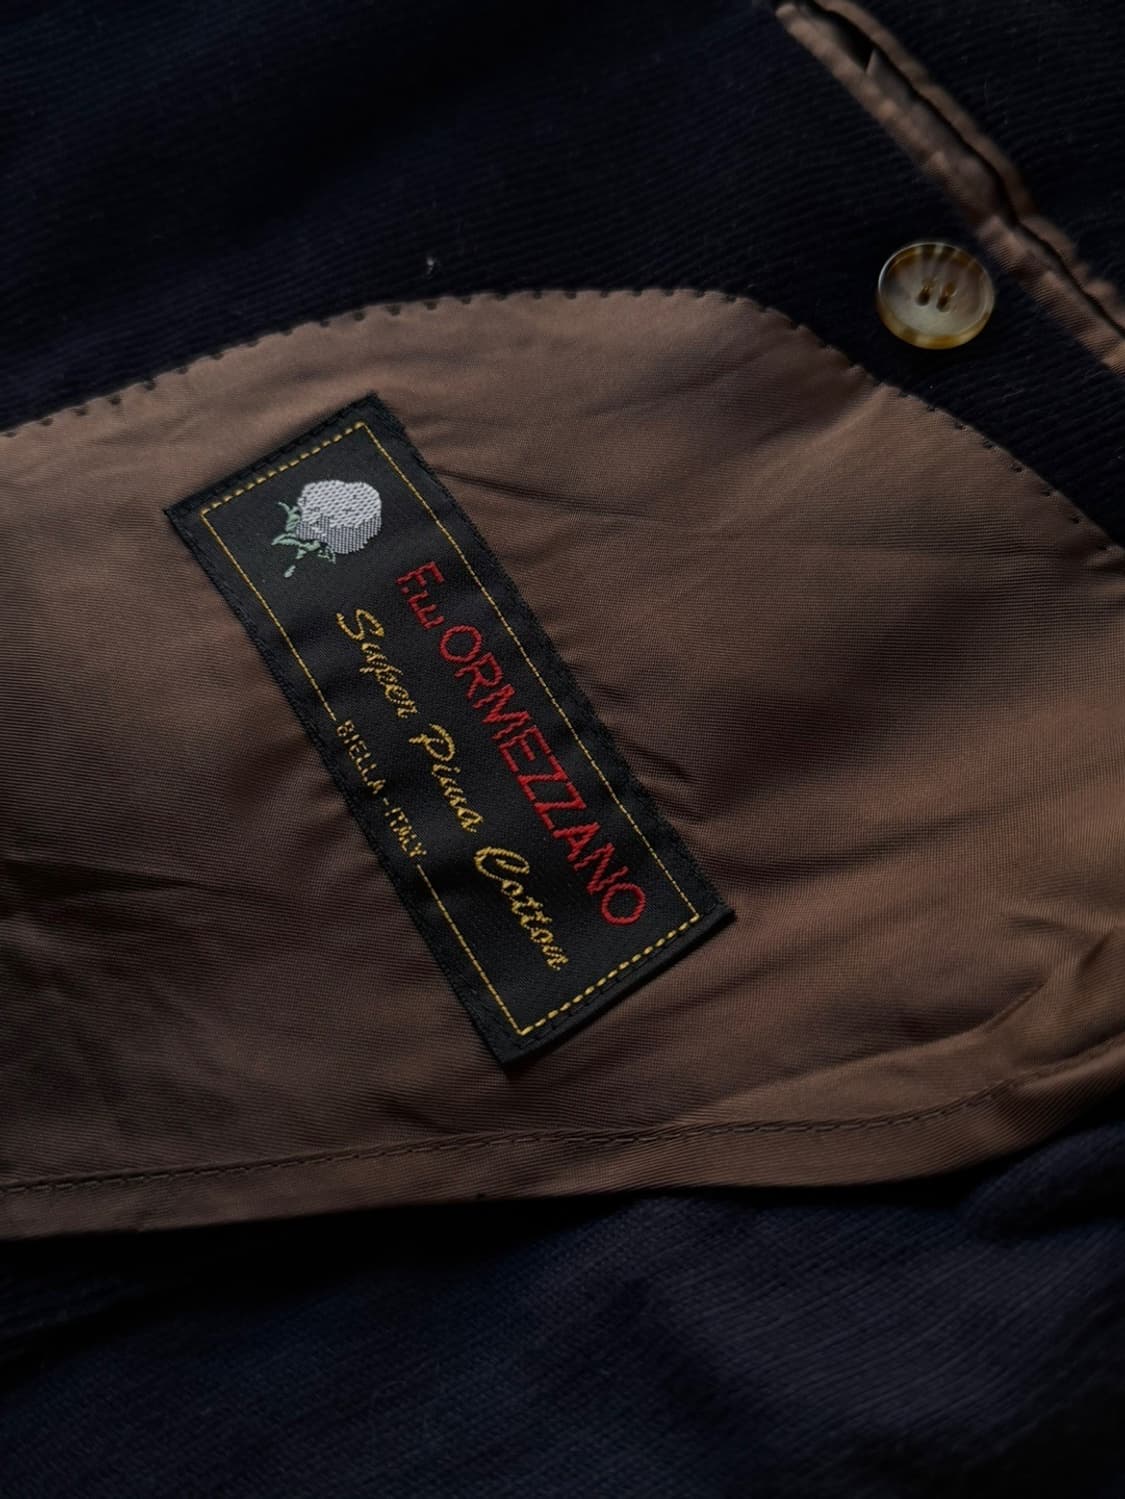 F.LLI ORMEZZANO
Super Pima Cotton
BIELLA - ITALY